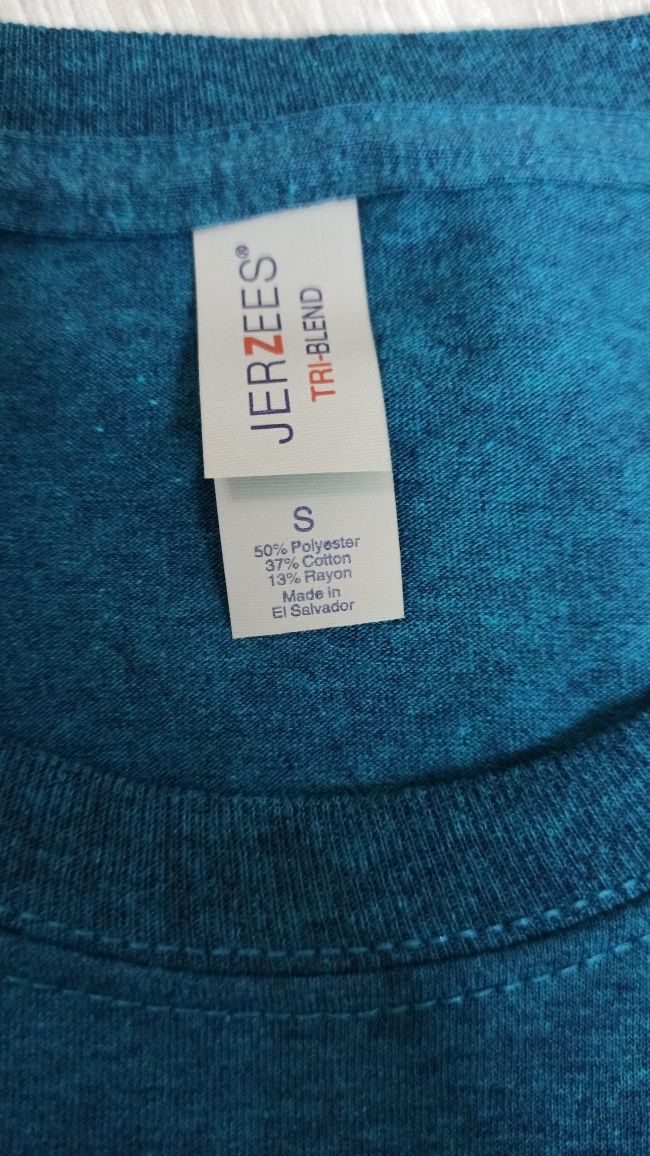 JERZEES®
TRI-BLEND
S
50% Polyester
37% Cotton
13% Rayon
Made in
El Salvador